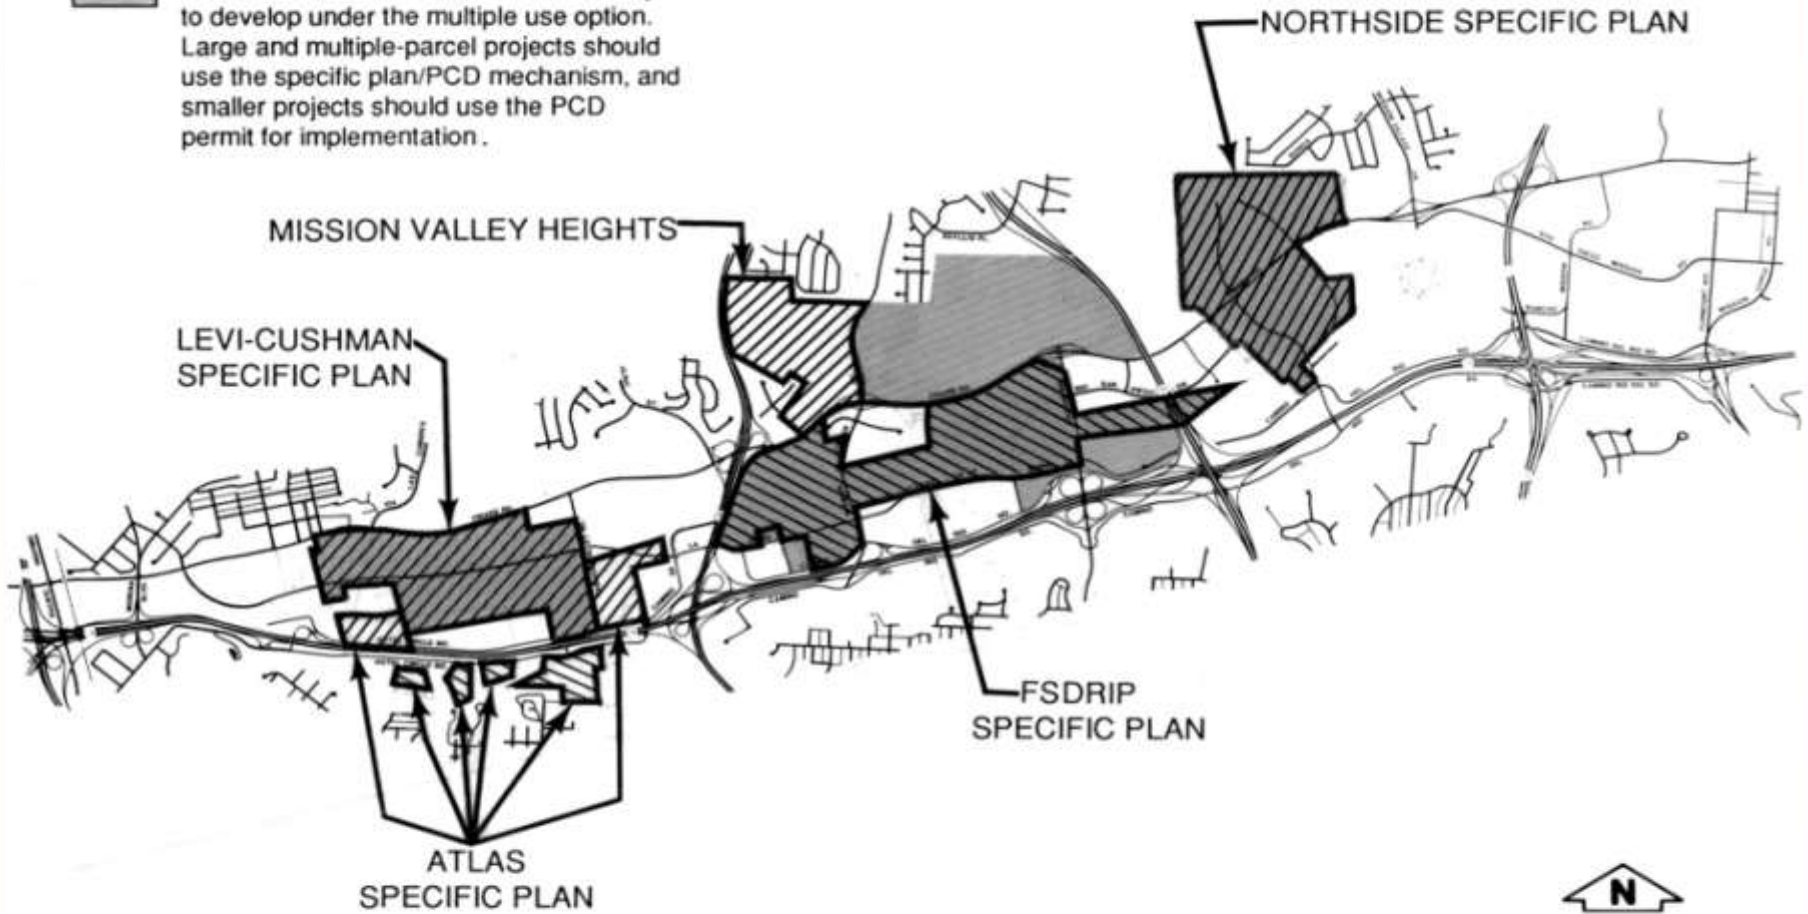 to develop under the multiple use option.
Large and multiple-parcel projects should
use the specific plan/PCD mechanism, and
smaller projects should use the PCD
permit for implementation.
NORTHSIDE SPECIFIC PLAN
MISSION VALLEY HEIGHTS
LEVI-CUSHMAN
SPECIFIC PLAN
FSDRIP
SPECIFIC PLAN
ATLAS
SPECIFIC PLAN
N